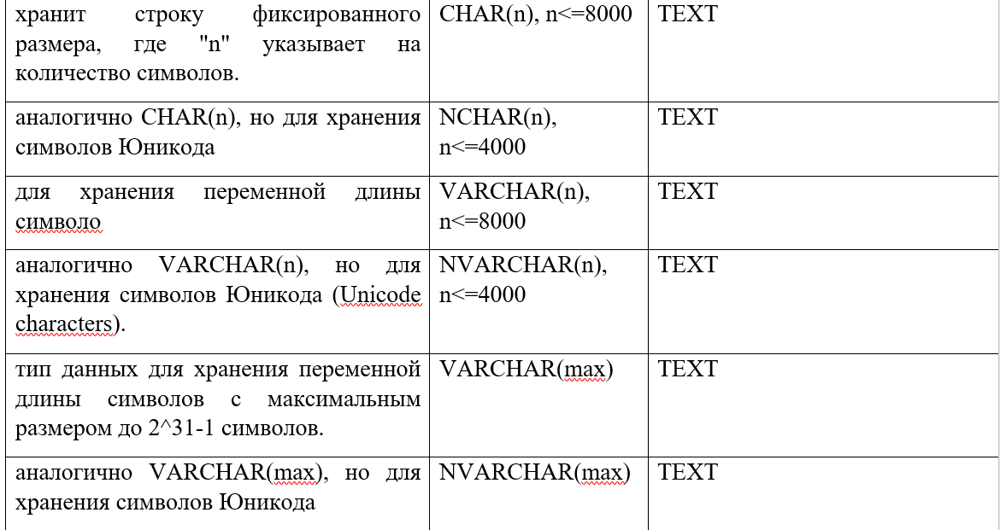 хранит строку фиксированного
размера, где "n" указывает на
количество символов.
CHAR(n), n<=8000
TEXT
аналогично CHAR(n), но для хранения
символов Юникода
NCHAR(n),
n<=4000
TEXT
для хранения переменной длины
символо
VARCHAR(n),
n<=8000
TEXT
аналогично VARCHAR(n), но для
хранения символов Юникода (Unicode
characters).
NVARCHAR(n),
n<=4000
TEXT
тип данных для хранения переменной
длины символов с максимальным
размером до 2^31-1 символов.
VARCHAR(max)
TEXT
аналогично VARCHAR(max), но для
хранения символов Юникода
NVARCHAR(max)
TEXT